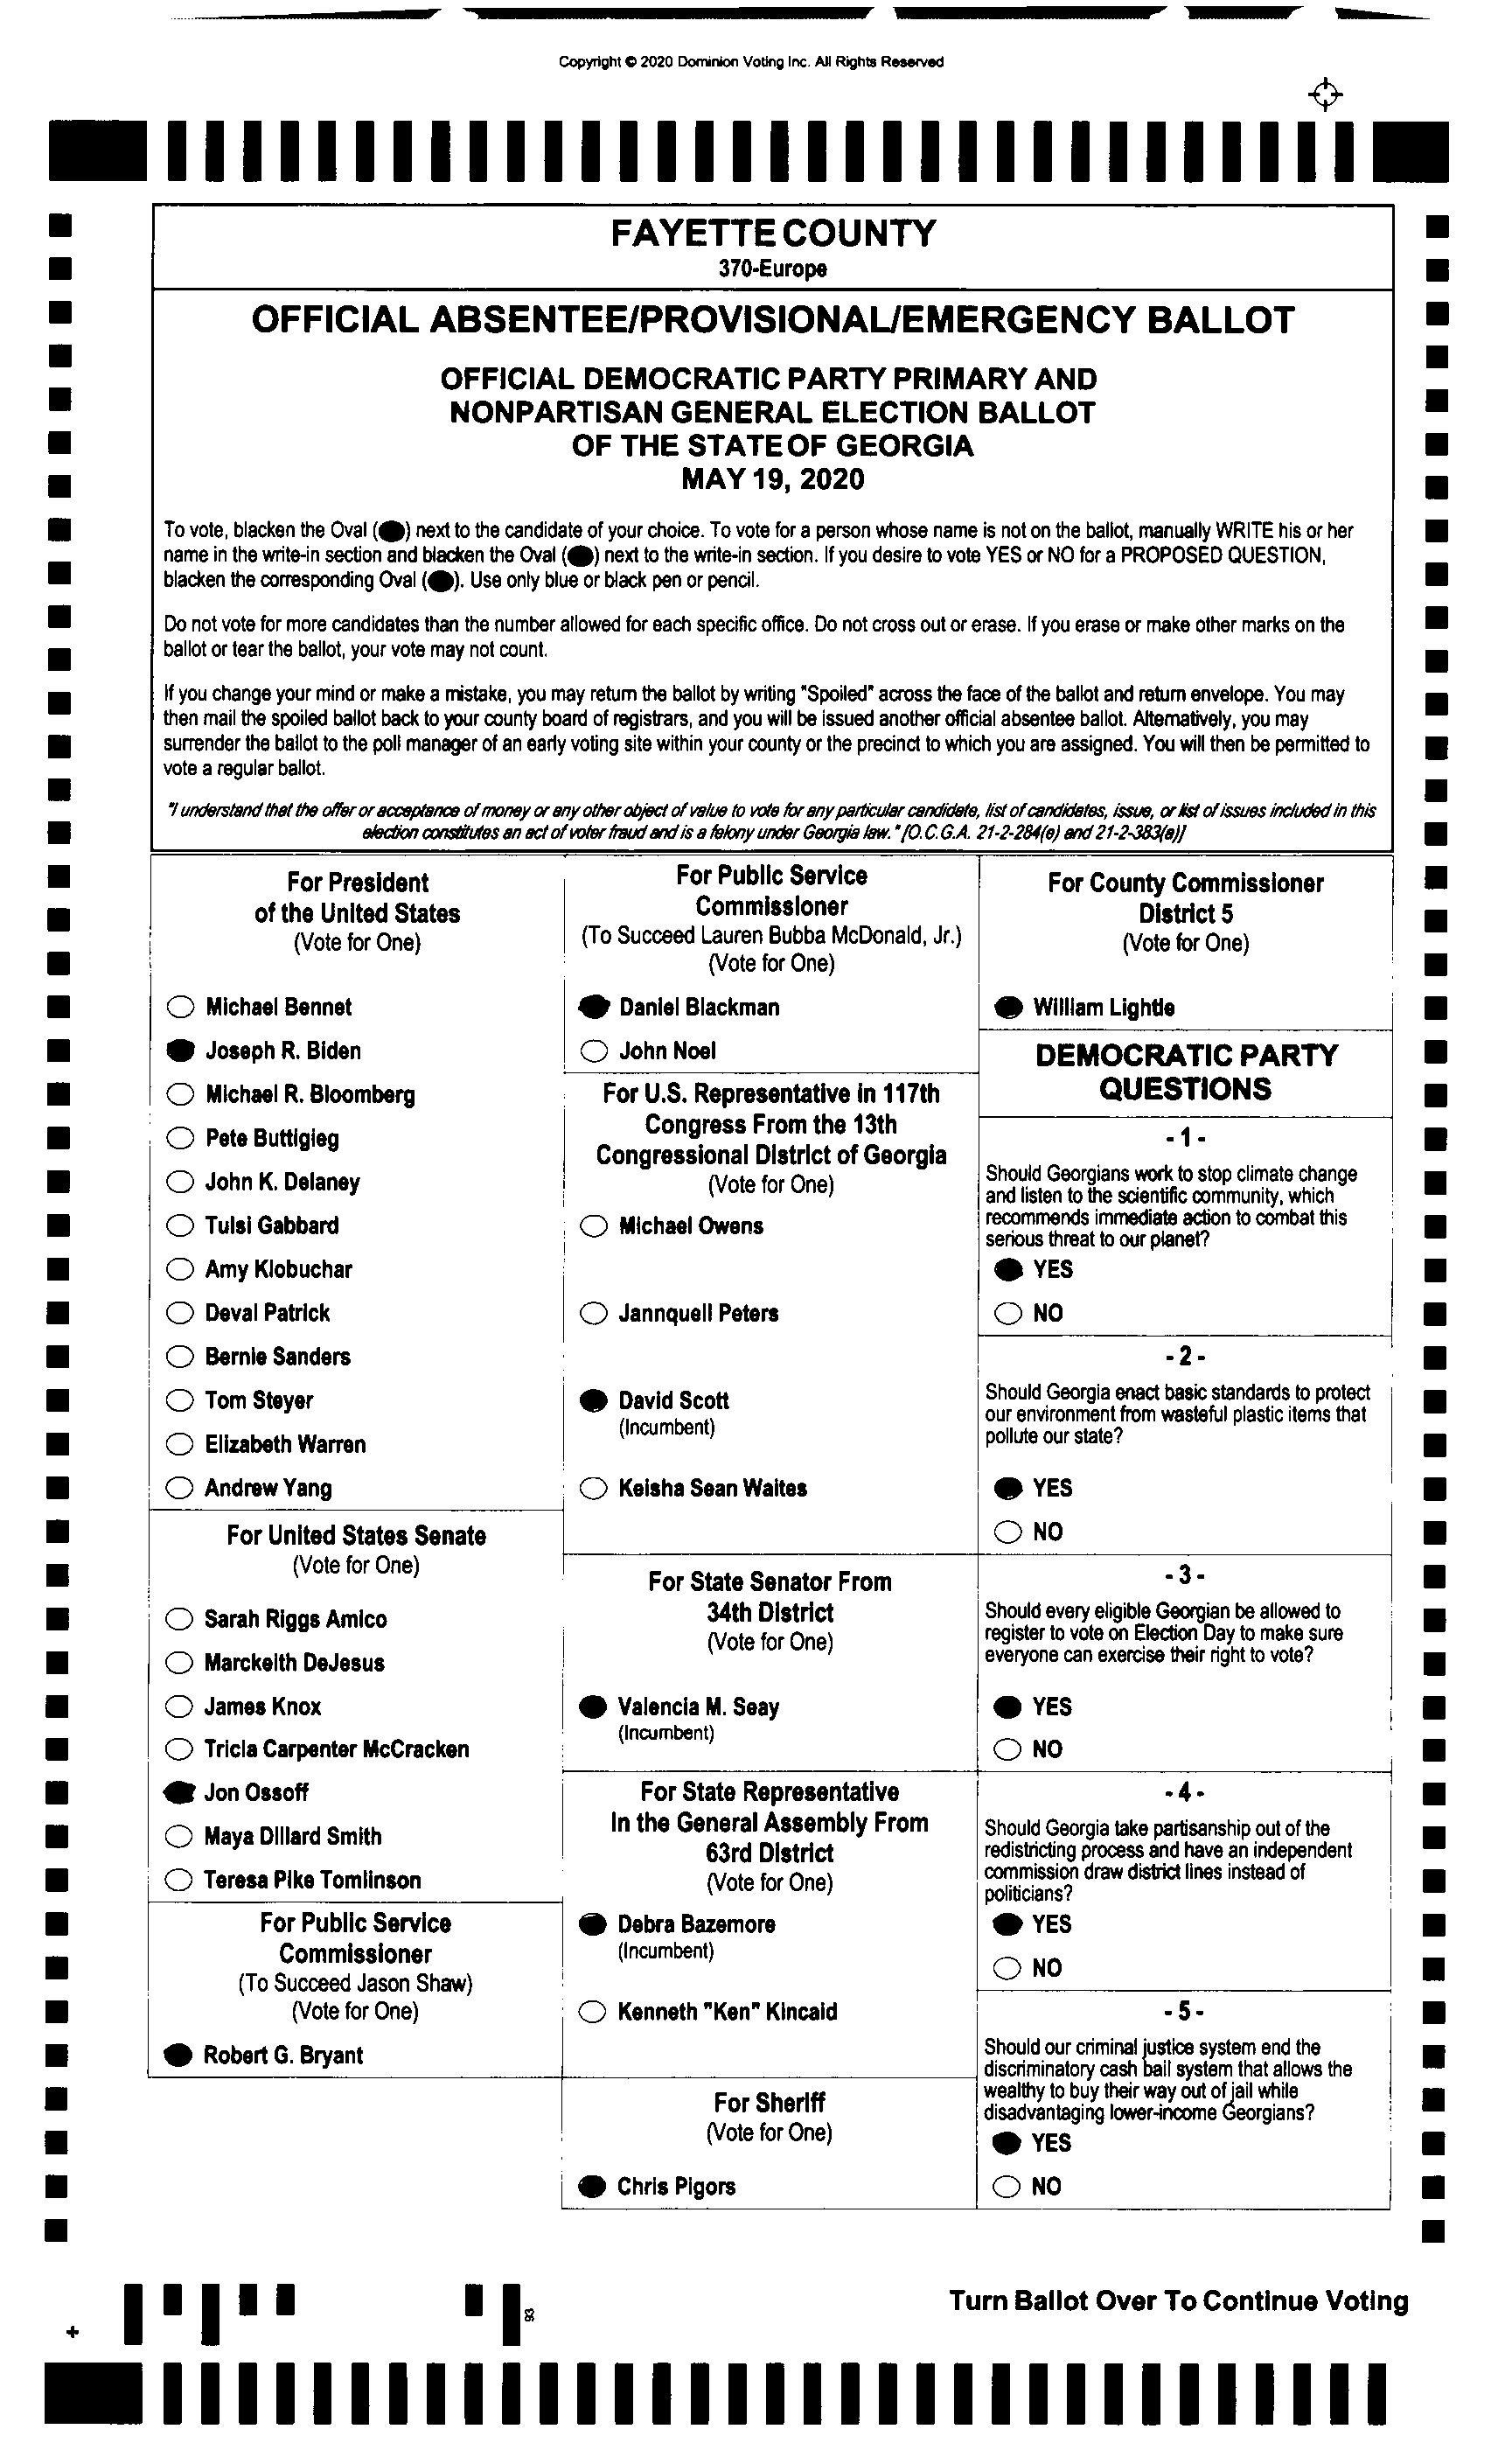 Copyright © 2020 Dominion Voting Inc. All Rights Reserved
FAYETTE COUNTY
370-Europe
OFFICIAL ABSENTEE/PROVISIONAL/EMERGENCY BALLOT
OFFICIAL DEMOCRATIC PARTY PRIMARY AND
NONPARTISAN GENERAL ELECTION BALLOT
OF THE STATE OF GEORGIA
MAY 19, 2020
To vote, blacken the Oval (●) next to the candidate of your choice. To vote for a person whose name is not on the ballot, manually WRITE his or her
name in the write-in section and blacken the Oval (●) next to the write-in section. If you desire to vote YES or NO for a PROPOSED QUESTION,
blacken the corresponding Oval (●). Use only blue or black pen or pencil.
Do not vote for more candidates than the number allowed for each specific office. Do not cross out or erase. If you erase or make other marks on the
ballot or tear the ballot, your vote may not count.
If you change your mind or make a mistake, you may return the ballot by writing "Spoiled" across the face of the ballot and return envelope. You may
then mail the spoiled ballot back to your county board of registrars, and you will be issued another official absentee ballot. Alternatively, you may
surrender the ballot to the poll manager of an early voting site within your county or the precinct to which you are assigned. You will then be permitted to
vote a regular ballot.
"I understand that the offer or acceptance of money or any other object of value to vote for any particular candidate, list of candidates, issue, or list of issues included in this
election constitutes an act of voter fraud and is a felony under Georgia law." [O.C.G.A. 21-2-284(e) and 21-2-383(a)]
For President
of the United States
(Vote for One)
Michael Bennet
Joseph R. Biden
Michael R. Bloomberg
Pete Buttigieg
John K. Delaney
Tulsi Gabbard
Amy Klobuchar
Deval Patrick
Bernie Sanders
Tom Steyer
Elizabeth Warren
Andrew Yang
For United States Senate
(Vote for One)
Sarah Riggs Amico
Marckeith DeJesus
James Knox
Tricia Carpenter McCracken
Jon Ossoff
Maya Dillard Smith
Teresa Pike Tomlinson
For Public Service
Commissioner
(To Succeed Jason Shaw)
(Vote for One)
Robert G. Bryant
For Public Service
Commissioner
(To Succeed Lauren Bubba McDonald, Jr.)
(Vote for One)
Daniel Blackman
John Noel
For U.S. Representative in 117th
Congress From the 13th
Congressional District of Georgia
(Vote for One)
Michael Owens
Jannquell Peters
David Scott
(Incumbent)
Keisha Sean Waites
For State Senator From
34th District
(Vote for One)
Valencia M. Seay
(Incumbent)
For State Representative
In the General Assembly From
63rd District
(Vote for One)
Debra Bazemore
(Incumbent)
Kenneth "Ken" Kincaid
For Sheriff
(Vote for One)
Chris Pigors
For County Commissioner
District 5
(Vote for One)
William Lightle
DEMOCRATIC PARTY
QUESTIONS
- 1 -
Should Georgians work to stop climate change
and listen to the scientific community, which
recommends immediate action to combat this
serious threat to our planet?
YES
NO
- 2 -
Should Georgia enact basic standards to protect
our environment from wasteful plastic items that
pollute our state?
YES
NO
- 3 -
Should every eligible Georgian be allowed to
register to vote on Election Day to make sure
everyone can exercise their right to vote?
YES
NO
- 4 -
Should Georgia take partisanship out of the
redistricting process and have an independent
commission draw district lines instead of
politicians?
YES
NO
- 5 -
Should our criminal justice system end the
discriminatory cash bail system that allows the
wealthy to buy their way out of jail while
disadvantaging lower-income Georgians?
YES
NO
93
Turn Ballot Over To Continue Voting